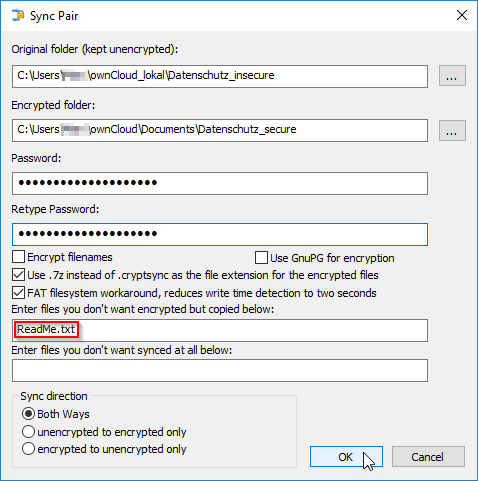 Sync Pair
Original folder (kept unencrypted):
C:\Users\ \ownCloud_lokal\Datenschutz_insecure
...
Encrypted folder:
C:\Users\ \ownCloud\Documents\Datenschutz_secure
...
Password:
●●●●●●●●●●●●●●●●●●●●
Retype Password:
●●●●●●●●●●●●●●●●●●●●
Encrypt filenames
Use GnuPG for encryption
Use .7z instead of .cryptsync as the file extension for the encrypted files
FAT filesystem workaround, reduces write time detection to two seconds
Enter files you don't want encrypted but copied below:
ReadMe.txt
Enter files you don't want synced at all below:
Sync direction
Both Ways
unencrypted to encrypted only
encrypted to unencrypted only
OK
Cancel